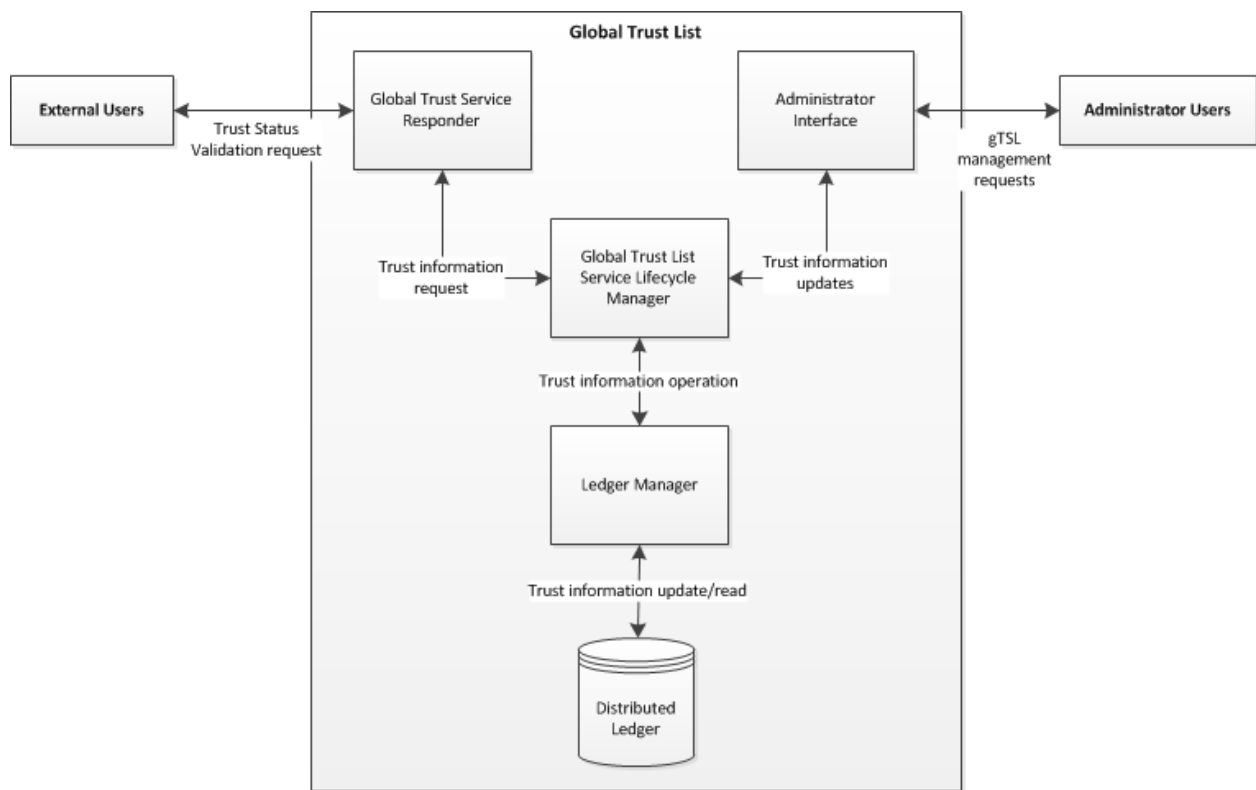 Global Trust List
External Users
Trust Status
Validation request
Global Trust Service
Responder
Administrator
Interface
Administrator Users
gTSL
management
requests
Trust information
request
Global Trust List
Service Lifecycle
Manager
Trust information
updates
Trust information operation
Ledger Manager
Trust information update/read
Distributed
Ledger